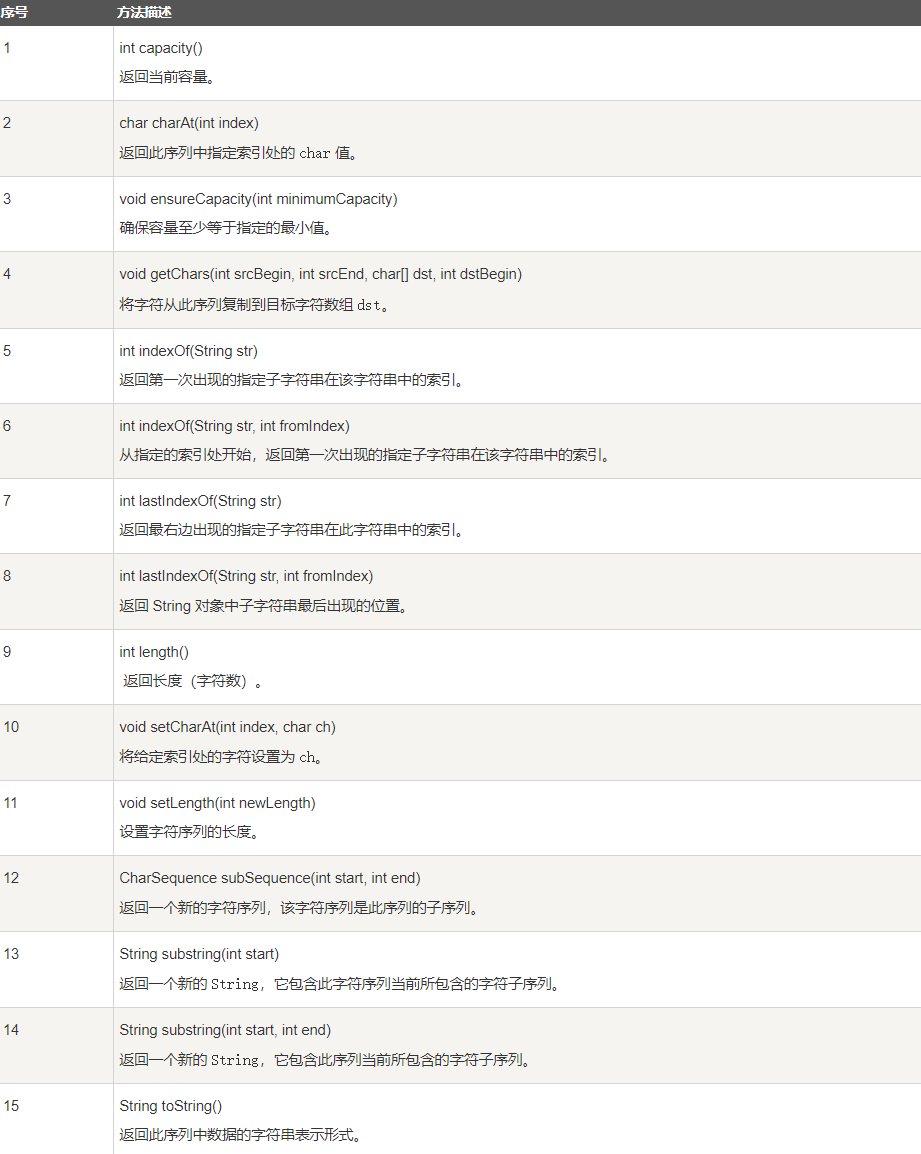 序号 方法描述
1 int capacity()
返回当前容量。
2 char charAt(int index)
返回此序列中指定索引处的 char 值。
3 void ensureCapacity(int minimumCapacity)
确保容量至少等于指定的最小值。
4 void getChars(int srcBegin, int srcEnd, char[] dst, int dstBegin)
将字符从此序列复制到目标字符数组 dst。
5 int indexOf(String str)
返回第一次出现的指定子字符串在该字符串中的索引。
6 int indexOf(String str, int fromIndex)
从指定的索引处开始，返回第一次出现的指定子字符串在该字符串中的索引。
7 int lastIndexOf(String str)
返回最右边出现的指定子字符串在此字符串中的索引。
8 int lastIndexOf(String str, int fromIndex)
返回 String 对象中子字符串最后出现的位置。
9 int length()
返回长度（字符数）。
10 void setCharAt(int index, char ch)
将给定索引处的字符设置为 ch。
11 void setLength(int newLength)
设置字符序列的长度。
12 CharSequence subSequence(int start, int end)
返回一个新的字符序列，该字符序列是此序列的子序列。
13 String substring(int start)
返回一个新的 String，它包含此字符序列当前所包含的字符子序列。
14 String substring(int start, int end)
返回一个新的 String，它包含此序列当前所包含的字符子序列。
15 String toString()
返回此序列中数据的字符串表示形式。